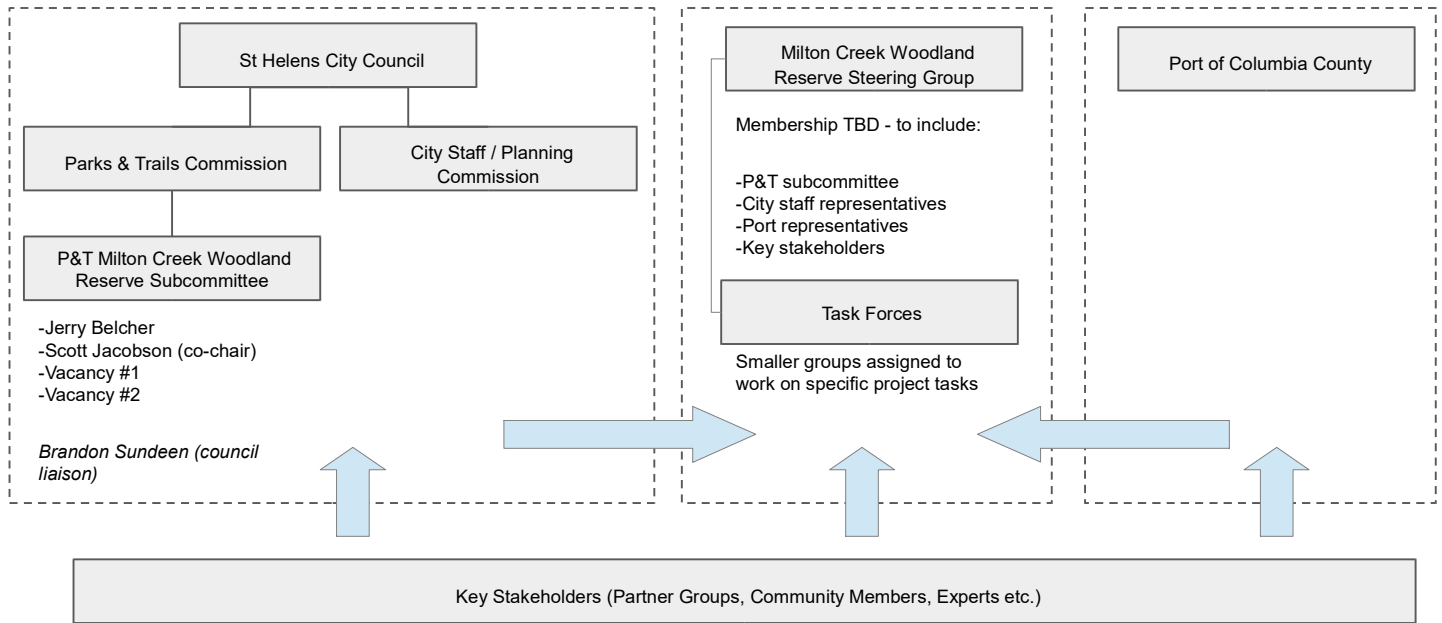 St Helens City Council
Parks & Trails Commission
City Staff / Planning
Commission
P&T Milton Creek Woodland
Reserve Subcommittee
-Jerry Belcher
-Scott Jacobson (co-chair)
-Vacancy #1
-Vacancy #2
Brandon Sundeen (council
liaison)
Milton Creek Woodland
Reserve Steering Group
Membership TBD - to include:
-P&T subcommittee
-City staff representatives
-Port representatives
-Key stakeholders
Task Forces
Smaller groups assigned to
work on specific project tasks
Port of Columbia County
Key Stakeholders (Partner Groups, Community Members, Experts etc.)